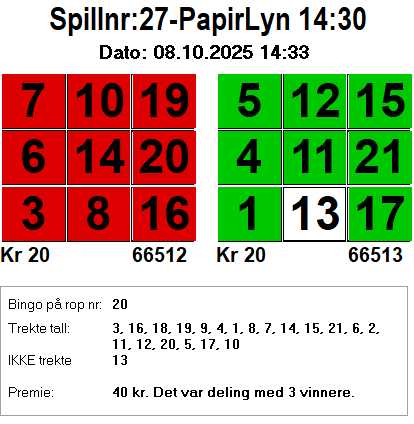 Spillnr:27-PapirLyn 14:30
Dato: 08.10.2025 14:33
7 10 19 5 12 15
6 14 20 4 11 21
3 8 16 1 13 17
Kr 20 66512 Kr 20 66513
Bingo på rop nr: 20
Trekte tall: 3, 16, 18, 19, 9, 4, 1, 8, 7, 14, 15, 21, 6, 2,
11, 12, 20, 5, 17, 10
IKKE trekte 13
Premie: 40 kr. Det var deling med 3 vinnere.